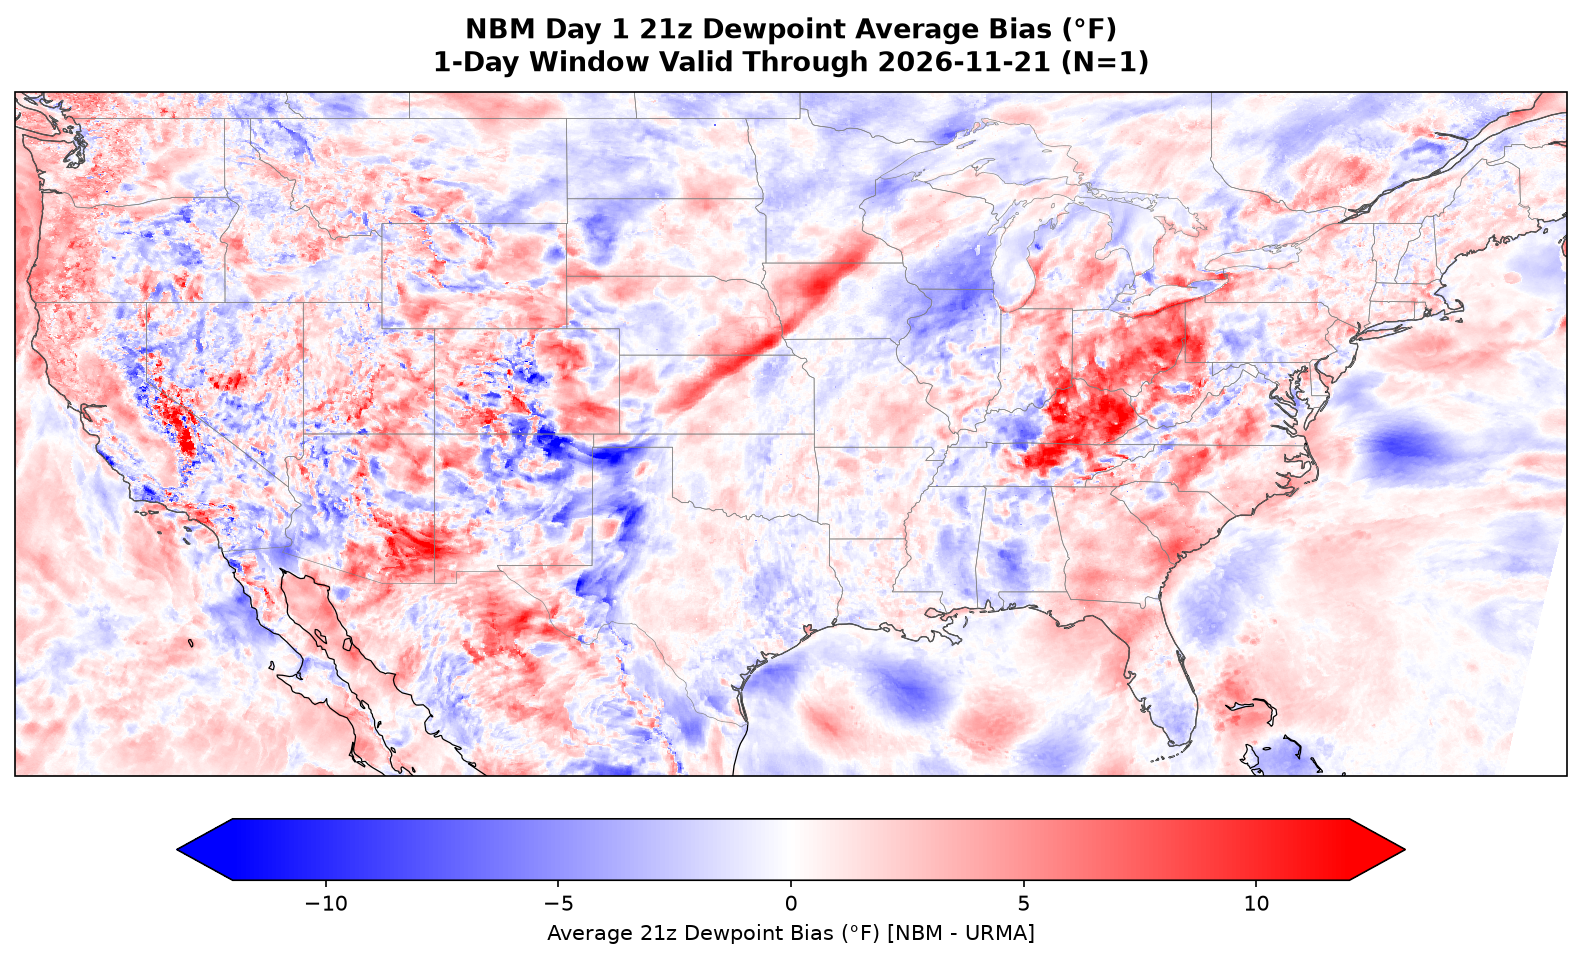 NBM Day 1 21z Dewpoint Average Bias (°F)
1-Day Window Valid Through 2026-11-21 (N=1)
−10 −5 0 5 10
Average 21z Dewpoint Bias (°F) [NBM - URMA]